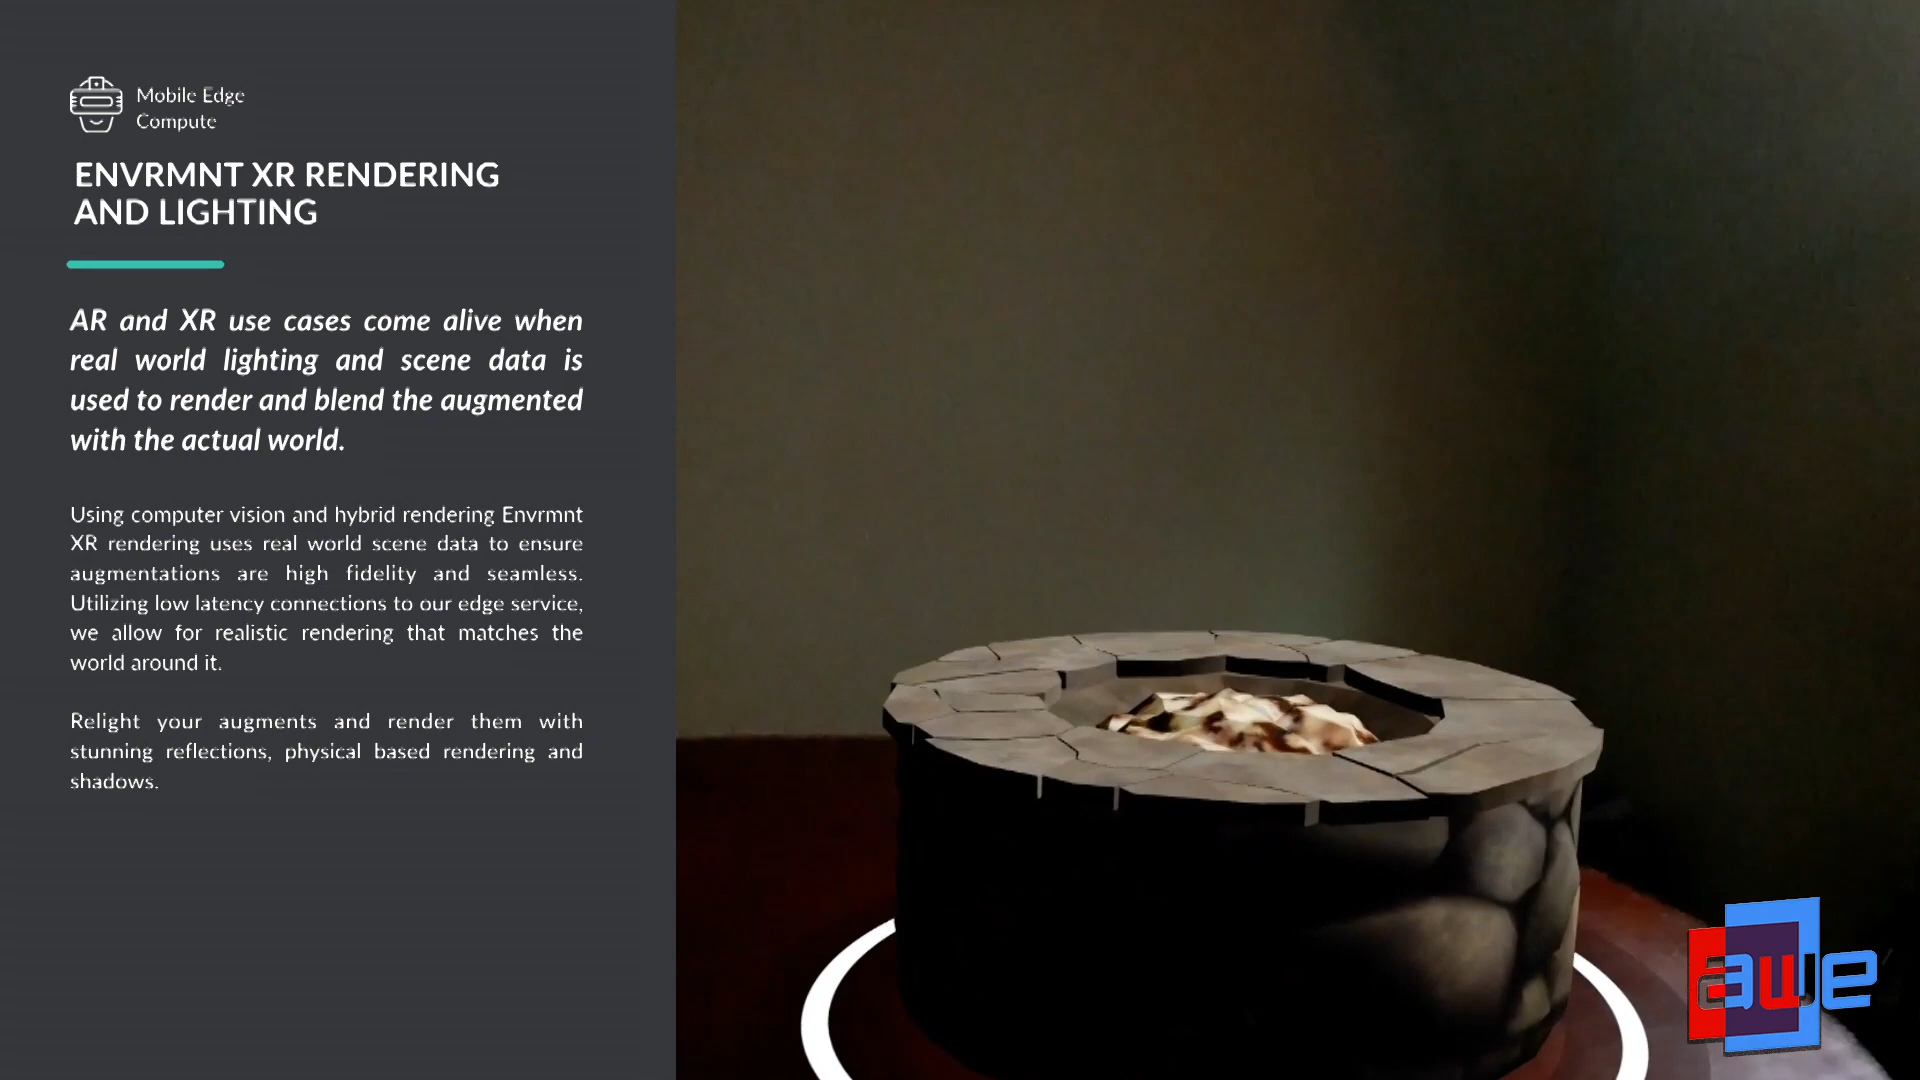 Mobile Edge
Compute
ENVRMNT XR RENDERING
AND LIGHTING
AR and XR use cases come alive when
real world lighting and scene data is
used to render and blend the augmented
with the actual world.
Using computer vision and hybrid rendering Envrmnt
XR rendering uses real world scene data to ensure
augmentations are high fidelity and seamless.
Utilizing low latency connections to our edge service,
we allow for realistic rendering that matches the
world around it.
Relight your augments and render them with
stunning reflections, physical based rendering and
shadows.
awe